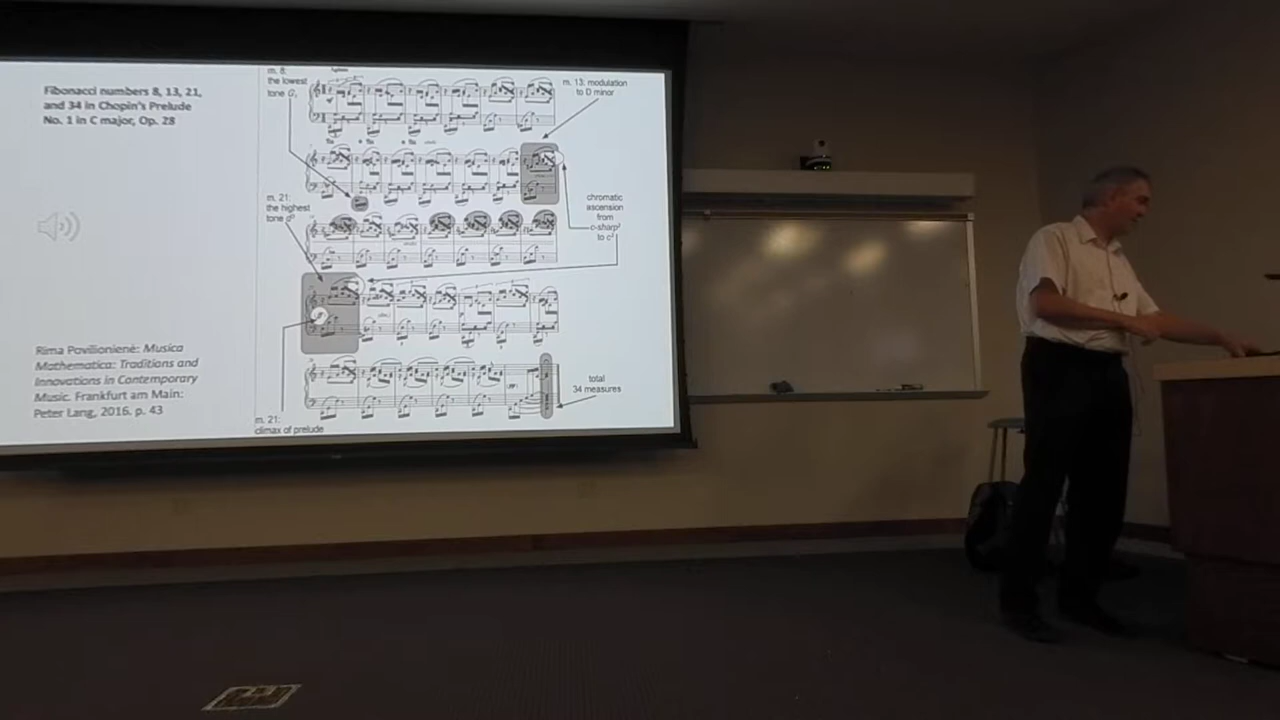 Fibonacci numbers 8, 13, 21,
and 34 in Chopin's Prelude
No. 1 in C major, Op. 28
m. 8:
the lowest
tone G
m. 13: modulation
to D minor
m. 21:
the highest
tone
chromatic
ascension
from
c-sharp²
to c²
total
34 measures
m. 21:
climax of prelude
Rima Povilionienė: Musica
Mathematica: Traditions and
Innovations in Contemporary
Music. Frankfurt am Main:
Peter Lang, 2016. p. 43